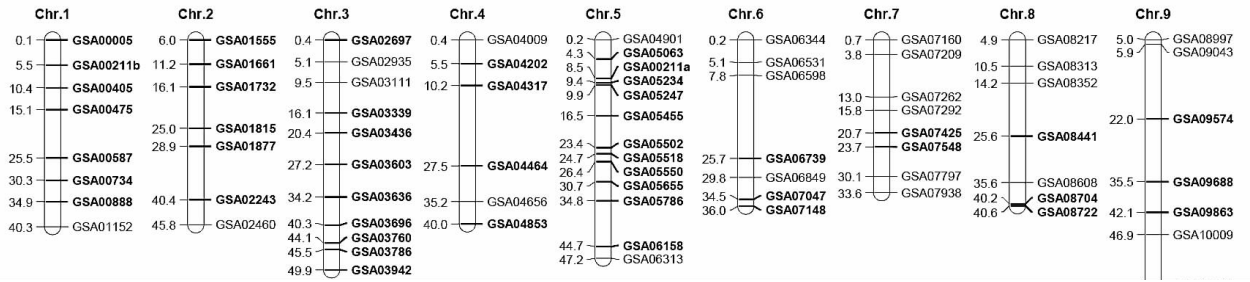 Chr.1
0.1 GSA00005
5.5 GSA00211b
10.4 GSA00405
15.1 GSA00475
25.5 GSA00587
30.3 GSA00734
34.9 GSA00888
40.3 GSA01152
Chr.2
6.0 GSA01555
11.2 GSA01661
16.1 GSA01732
25.0 GSA01815
28.9 GSA01877
40.4 GSA02243
45.8 GSA02460
Chr.3
0.4 GSA02697
5.1 GSA02935
9.5 GSA03111
16.1 GSA03339
20.4 GSA03436
27.2 GSA03603
34.2 GSA03636
40.3 GSA03696
44.1 GSA03760
45.5 GSA03786
49.9 GSA03942
Chr.4
0.4 GSA04009
5.5 GSA04202
10.2 GSA04317
27.5 GSA04464
35.2 GSA04656
40.0 GSA04853
Chr.5
0.2 GSA04901
4.3 GSA05063
8.5 GSA00211a
9.4 GSA05234
9.9 GSA05247
16.5 GSA05455
23.4 GSA05502
24.7 GSA05518
26.4 GSA05550
30.7 GSA05655
34.8 GSA05786
44.7 GSA06158
47.2 GSA06313
Chr.6
0.2 GSA06344
5.1 GSA06531
7.8 GSA06598
25.7 GSA06739
29.8 GSA06849
34.5 GSA07047
36.0 GSA07148
Chr.7
0.7 GSA07160
3.8 GSA07209
13.0 GSA07262
15.8 GSA07292
20.7 GSA07425
23.7 GSA07548
30.1 GSA07797
33.6 GSA07938
Chr.8
4.9 GSA08217
10.5 GSA08313
14.2 GSA08352
25.6 GSA08441
35.6 GSA08608
40.2 GSA08704
40.6 GSA08722
Chr.9
5.0 GSA08997
5.9 GSA09043
22.0 GSA09574
35.5 GSA09688
42.1 GSA09863
46.9 GSA10009